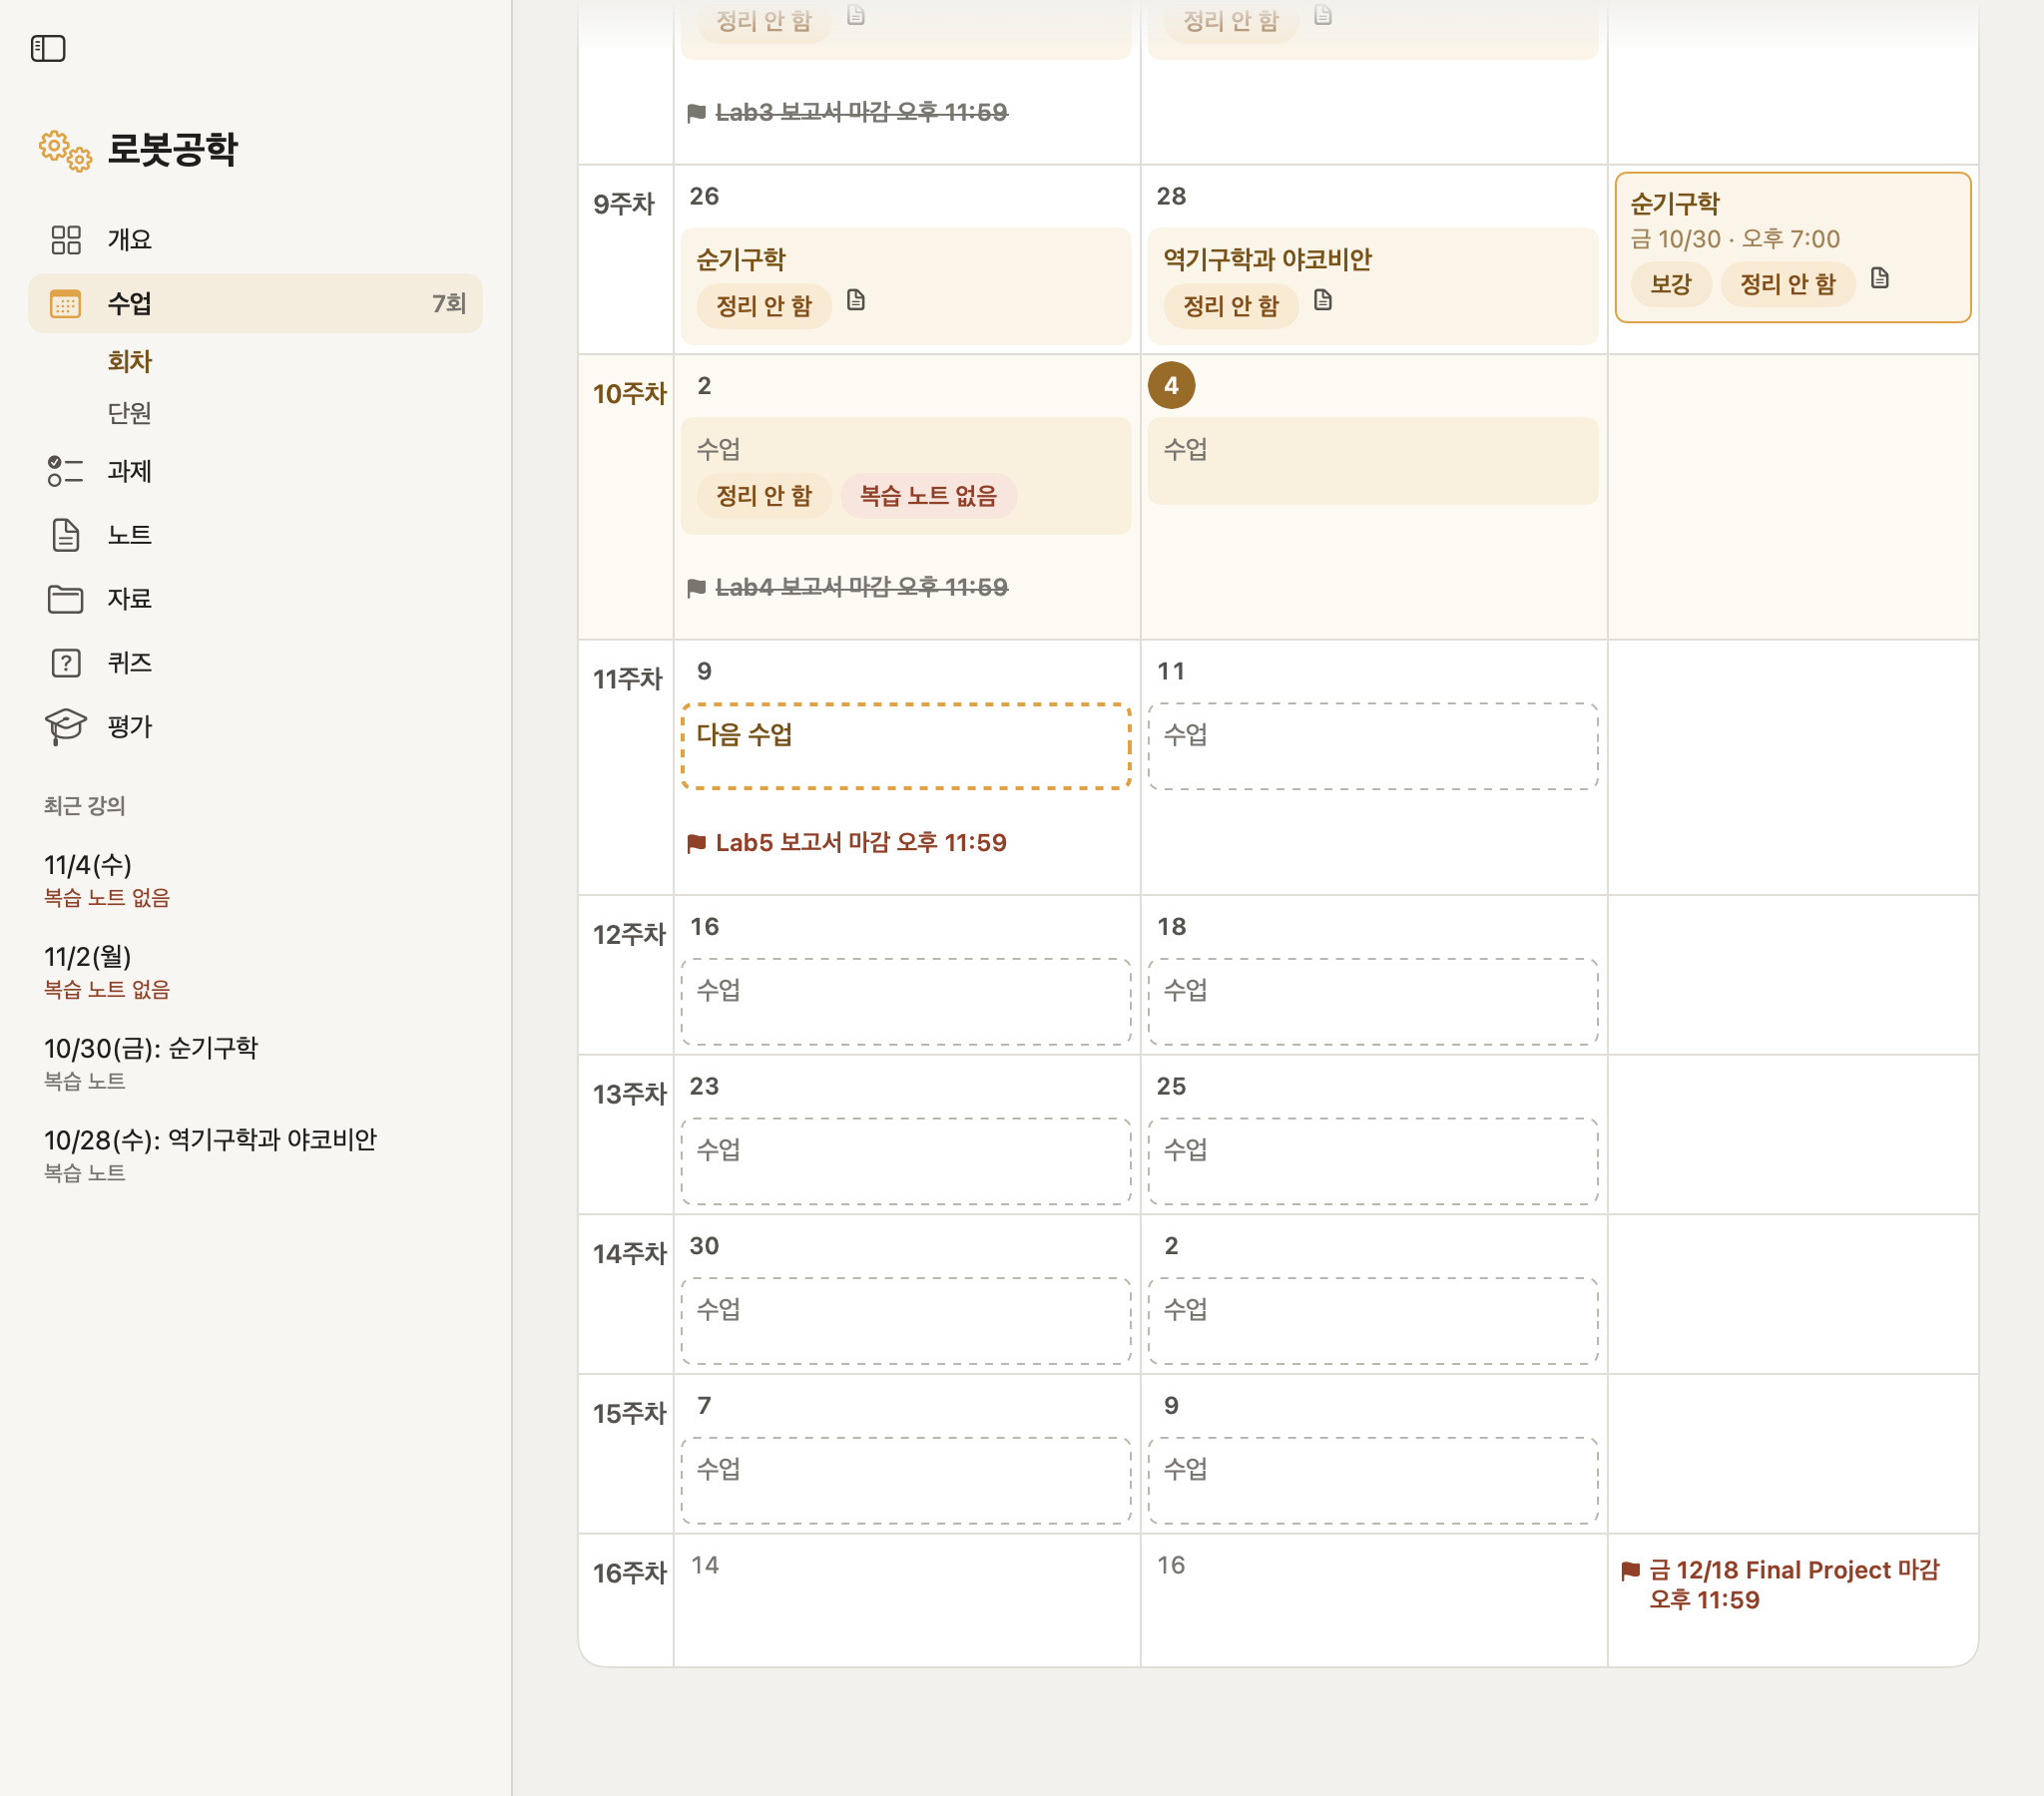 로봇공학
개요
수업 7회
회차
단원
과제
노트
자료
퀴즈
평가
최근 강의
11/4(수)
복습 노트 없음
11/2(월)
복습 노트 없음
10/30(금): 순기구학
복습 노트
10/28(수): 역기구학과 야코비안
복습 노트
정리 안 함 정리 안 함
Lab3 보고서 마감 오후 11:59
9주차 26 28
순기구학
정리 안 함
역기구학과 야코비안
정리 안 함
순기구학
금 10/30 · 오후 7:00
보강 정리 안 함
10주차 2 4
수업
정리 안 함 복습 노트 없음
수업
Lab4 보고서 마감 오후 11:59
11주차 9 11
다음 수업 수업
Lab5 보고서 마감 오후 11:59
12주차 16 18
수업 수업
13주차 23 25
수업 수업
14주차 30 2
수업 수업
15주차 7 9
수업 수업
16주차 14 16
금 12/18 Final Project 마감
오후 11:59